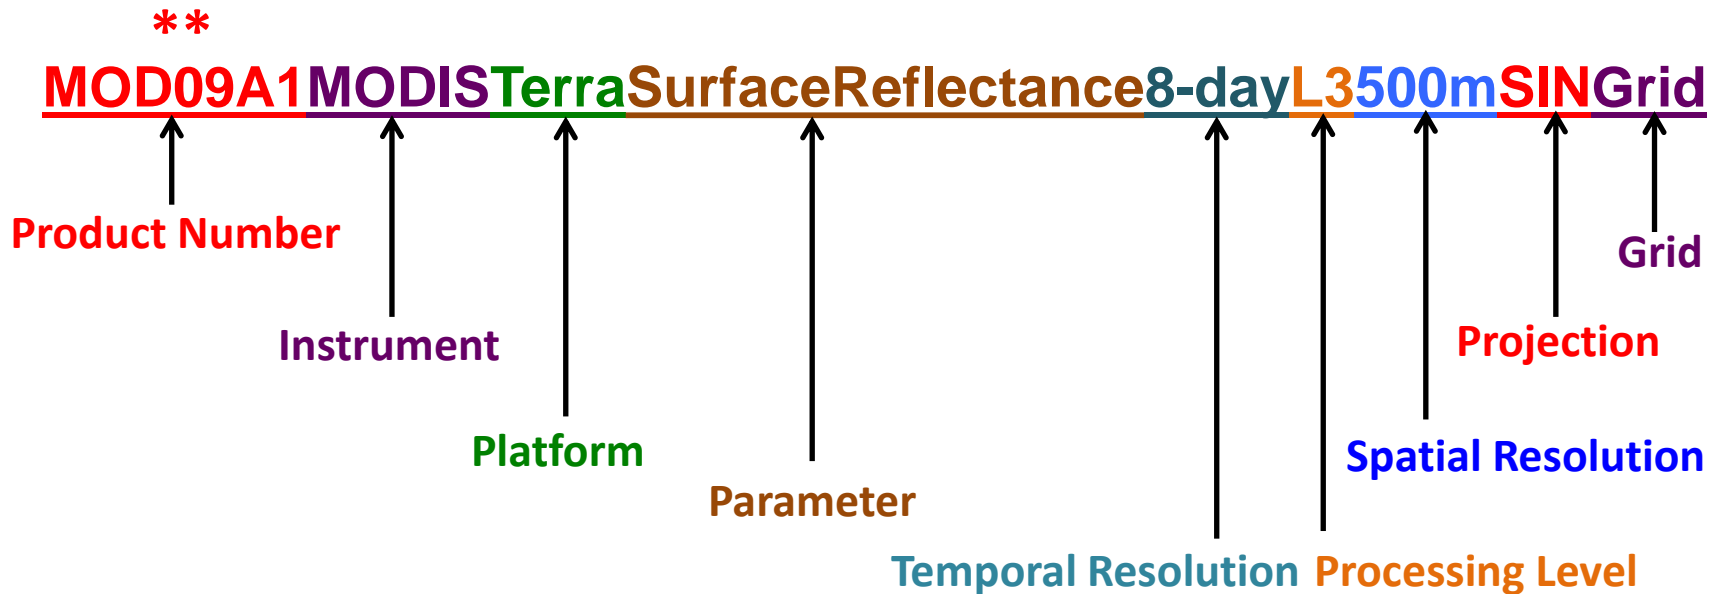 **
MOD09A1MODISTerraSurfaceReflectance8-dayL3500mSINGrid
Product Number
Grid
Instrument
Projection
Platform
Spatial Resolution
Parameter
Temporal Resolution Processing Level